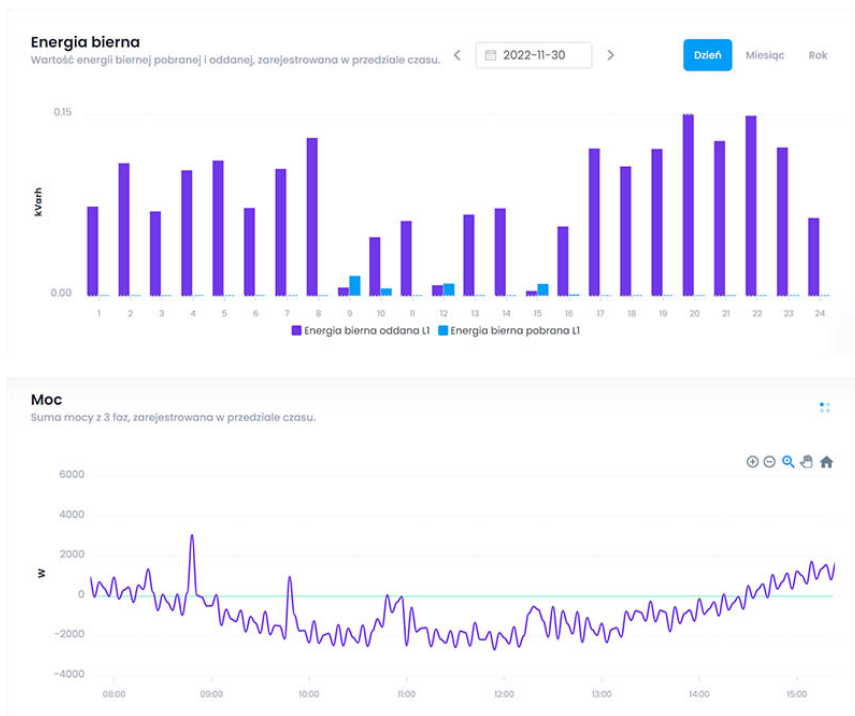 Energia bierna
Wartość energii biernej pobranej i oddanej, zarejestrowana w przedziale czasu.
2022-11-30
Dzień Miesiąc Rok
0.15
kVarh
0.00
1 2 3 4 5 6 7 8 9 10 11 12 13 14 15 16 17 18 19 20 21 22 23 24
Energia bierna oddana L1 Energia bierna pobrana L1
Moc
Suma mocy z 3 faz, zarejestrowana w przedziale czasu.
6000
4000
2000
W
0
-2000
-4000
08:00 09:00 10:00 11:00 12:00 13:00 14:00 15:00